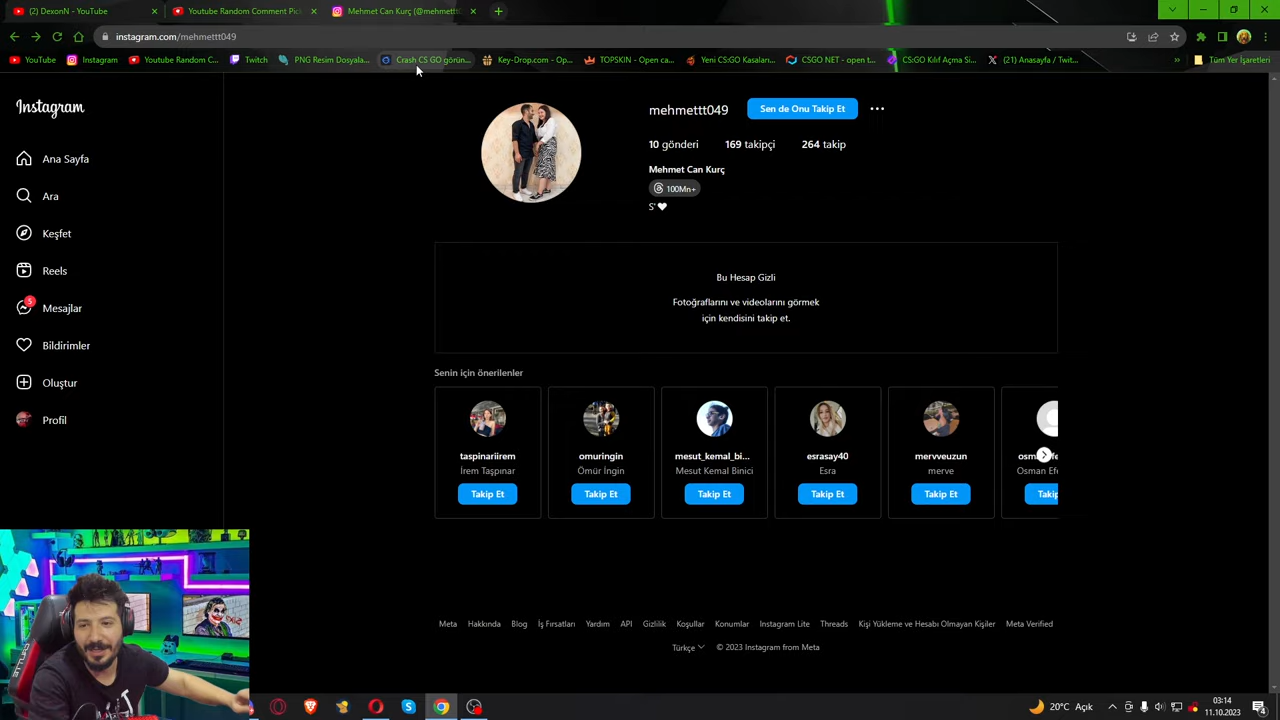 (2) DexonN - YouTube
Youtube Random Comment Pick
Mehmet Can Kurç (@mehmett
instagram.com/mehmettt049
YouTube
Instagram
Youtube Random C...
Twitch
PNG Resim Dosyala...
Crash CS GO görün...
Key-Drop.com - Op...
TOPSKIN - Open ca...
Yeni CS:GO Kasaları...
CSGO NET - open t...
CS:GO Kılıf Açma Si...
(21) Anasayfa / Twit...
»
Tüm Yer İşaretleri
Instagram
mehmettt049
Sen de Onu Takip Et
10 gönderi
169 takipçi
264 takip
Mehmet Can Kurç
100Mn+
S' ❤
Ana Sayfa
Ara
Keşfet
Reels
5
Mesajlar
Bildirimler
Oluştur
Profil
Bu Hesap Gizli
Fotoğraflarını ve videolarını görmek
için kendisini takip et.
Senin için önerilenler
taspinariirem
İrem Taşpınar
Takip Et
omuringin
Ömür İngin
Takip Et
mesut_kemal_bi...
Mesut Kemal Binici
Takip Et
esrasay40
Esra
Takip Et
mervveuzun
merve
Takip Et
Osman Efe
Takip
Meta
Hakkında
Blog
İş Fırsatları
Yardım
API
Gizlilik
Koşullar
Konumlar
Instagram Lite
Threads
Kişi Yükleme ve Hesabı Olmayan Kişiler
Meta Verified
Türkçe
© 2023 Instagram from Meta
20°C Açık
03:14
11.10.2023